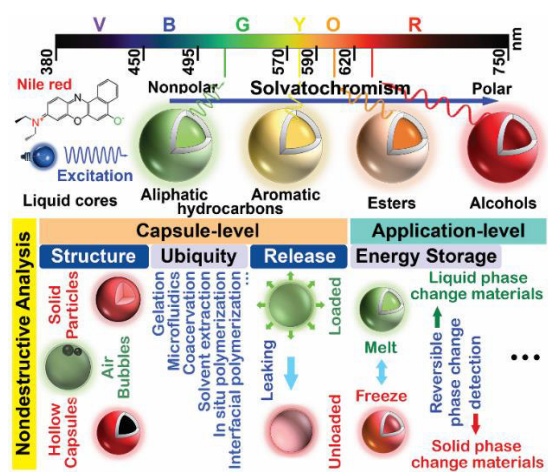 V B G Y O R
380 450 495 570 590 620 750 nm
Nile red
Nonpolar Solvatochromism Polar
N
N
O
O⁻
Excitation
Liquid cores
Aliphatic hydrocarbons
Aromatic
Esters
Alcohols
Nondestructive Analysis
Capsule-level
Application-level
Structure
Ubiquity
Release
Energy Storage
Solid Particles
Air Bubbles
Hollow Capsules
Gelation
Microfluidics
Coacervation
Solvent extraction
In situ polymerization
Interfacial polymerization
...
Loaded
Leaking
Unloaded
Melt
Freeze
Liquid phase
change materials
Reversible
phase change
detection
Solid phase
change materials
...